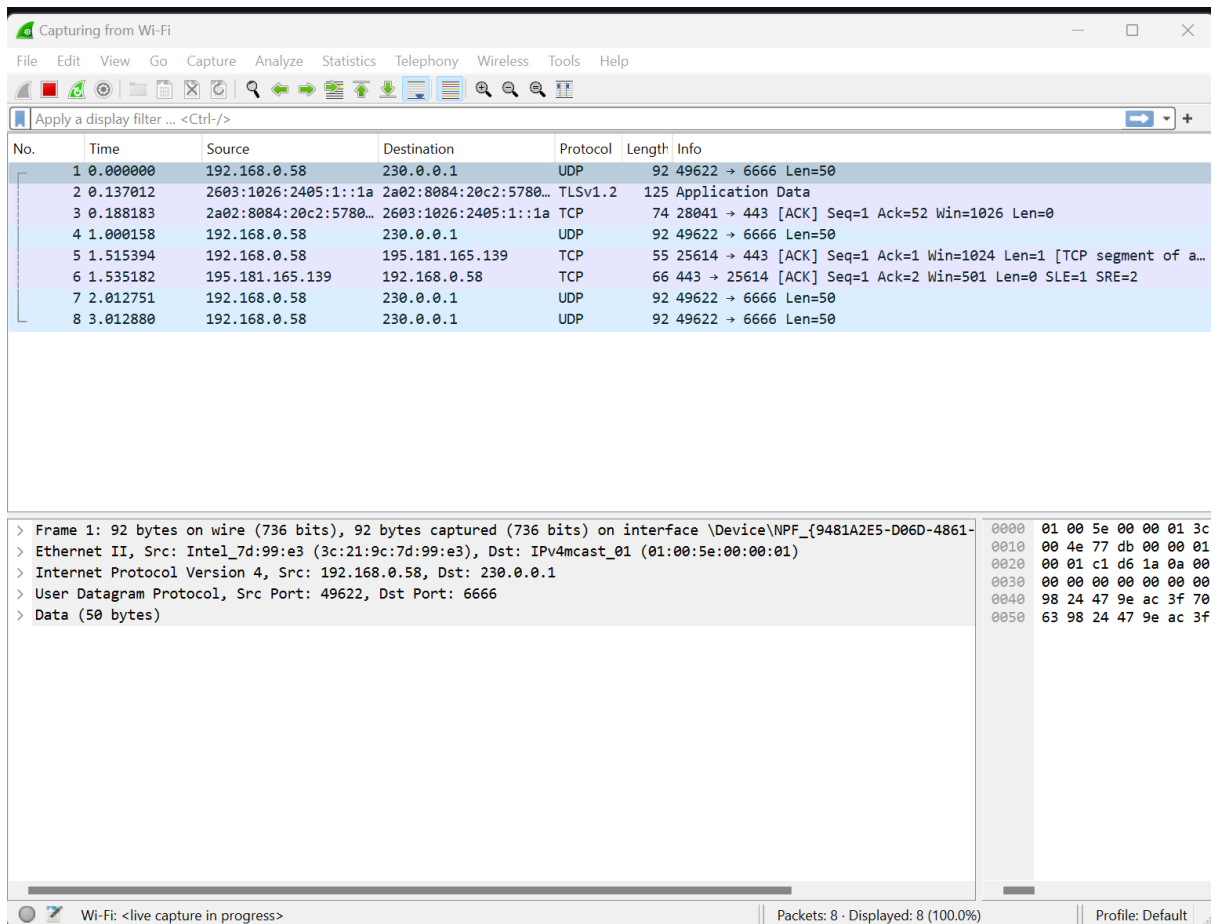 Capturing from Wi-Fi
File Edit View Go Capture Analyze Statistics Telephony Wireless Tools Help
Apply a display filter ... <Ctrl-/>
No. Time Source Destination Protocol Length Info
1 0.000000 192.168.0.58 230.0.0.1 UDP 92 49622 → 6666 Len=50
2 0.137012 2603:1026:2405:1::1a 2a02:8084:20c2:5780… TLSv1.2 125 Application Data
3 0.188183 2a02:8084:20c2:5780… 2603:1026:2405:1::1a TCP 74 28041 → 443 [ACK] Seq=1 Ack=52 Win=1026 Len=0
4 1.000158 192.168.0.58 230.0.0.1 UDP 92 49622 → 6666 Len=50
5 1.515394 192.168.0.58 195.181.165.139 TCP 55 25614 → 443 [ACK] Seq=1 Ack=1 Win=1024 Len=1 [TCP segment of a…
6 1.535182 195.181.165.139 192.168.0.58 TCP 66 443 → 25614 [ACK] Seq=1 Ack=2 Win=501 Len=0 SLE=1 SRE=2
7 2.012751 192.168.0.58 230.0.0.1 UDP 92 49622 → 6666 Len=50
8 3.012880 192.168.0.58 230.0.0.1 UDP 92 49622 → 6666 Len=50
> Frame 1: 92 bytes on wire (736 bits), 92 bytes captured (736 bits) on interface \Device\NPF_{9481A2E5-D06D-4861-
> Ethernet II, Src: Intel_7d:99:e3 (3c:21:9c:7d:99:e3), Dst: IPv4mcast_01 (01:00:5e:00:00:01)
> Internet Protocol Version 4, Src: 192.168.0.58, Dst: 230.0.0.1
> User Datagram Protocol, Src Port: 49622, Dst Port: 6666
> Data (50 bytes)
0000 01 00 5e 00 00 01 3c
0010 00 4e 77 db 00 00 01
0020 00 01 c1 d6 1a 0a 00
0030 00 00 00 00 00 00 00
0040 98 24 47 9e ac 3f 70
0050 63 98 24 47 9e ac 3f
Wi-Fi: <live capture in progress>
Packets: 8 · Displayed: 8 (100.0%)
Profile: Default